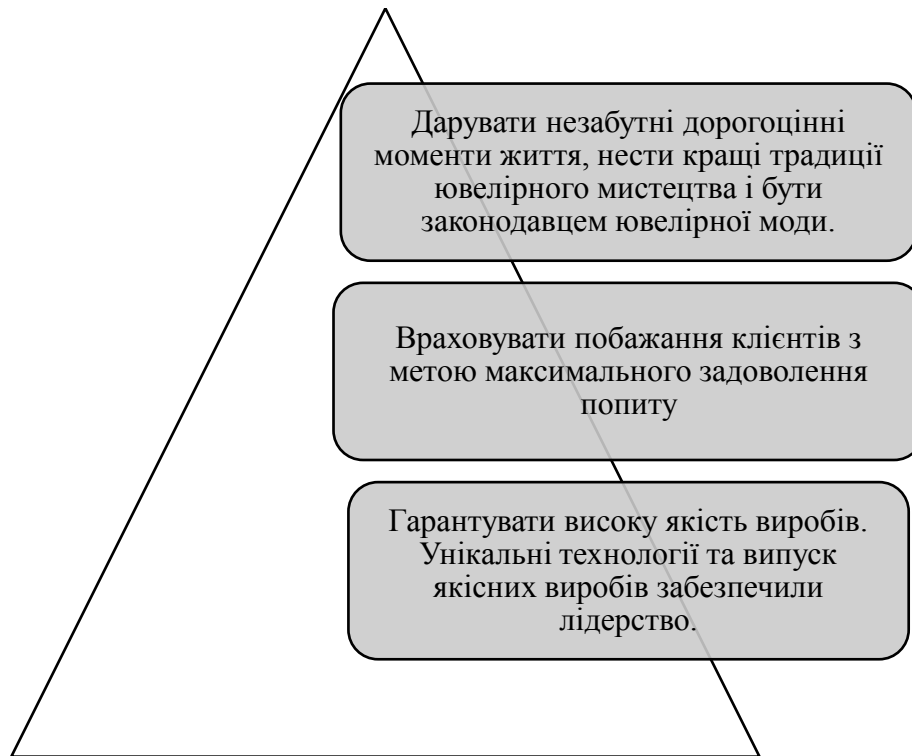 Дарувати незабутні дорогоцінні
моменти життя, нести кращі традиції
ювелірного мистецтва і бути
законодавцем ювелірної моди.
Враховувати побажання клієнтів з
метою максимального задоволення
попиту
Гарантувати високу якість виробів.
Унікальні технології та випуск
якісних виробів забезпечили
лідерство.